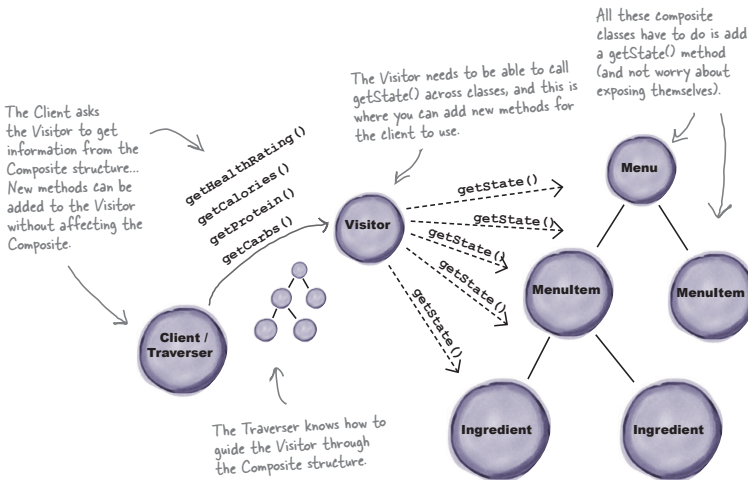 All these composite
classes have to do is add
a getState() method
(and not worry about
exposing themselves).
The Visitor needs to be able to call
getState() across classes, and this is
where you can add new methods for
the client to use.
The Client asks
the Visitor to get
information from the
Composite structure...
New methods can be
added to the Visitor
without affecting the
Composite.
getHealthRating()
getCalories()
getProtein()
getCarbs()
Visitor
getState()
getState()
getState()
getState()
getState()
Menu
MenuItem
MenuItem
Client /
Traverser
Ingredient
Ingredient
The Traverser knows how to
guide the Visitor through
the Composite structure.